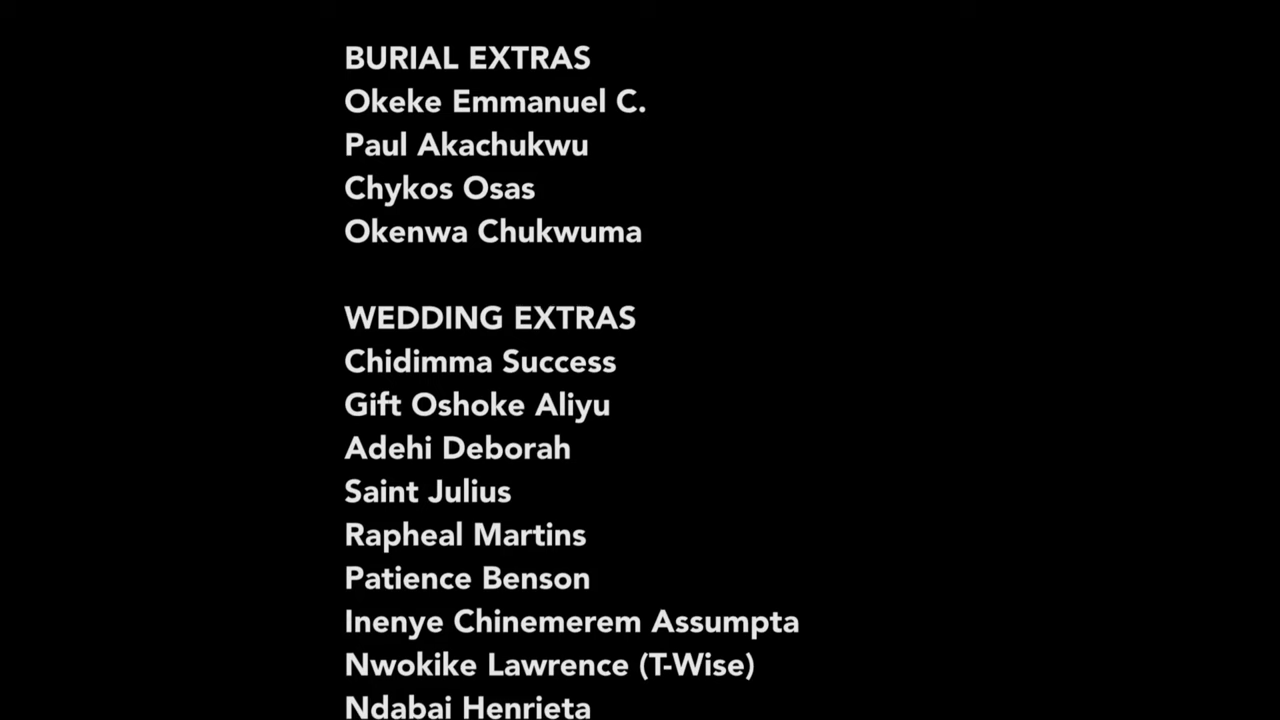 BURIAL EXTRAS
Okeke Emmanuel C.
Paul Akachukwu
Chykos Osas
Okenwa Chukwuma
WEDDING EXTRAS
Chidimma Success
Gift Oshoke Aliyu
Adehi Deborah
Saint Julius
Rapheal Martins
Patience Benson
Inenye Chinemerem Assumpta
Nwokike Lawrence (T-Wise)
Ndabai Henrieta